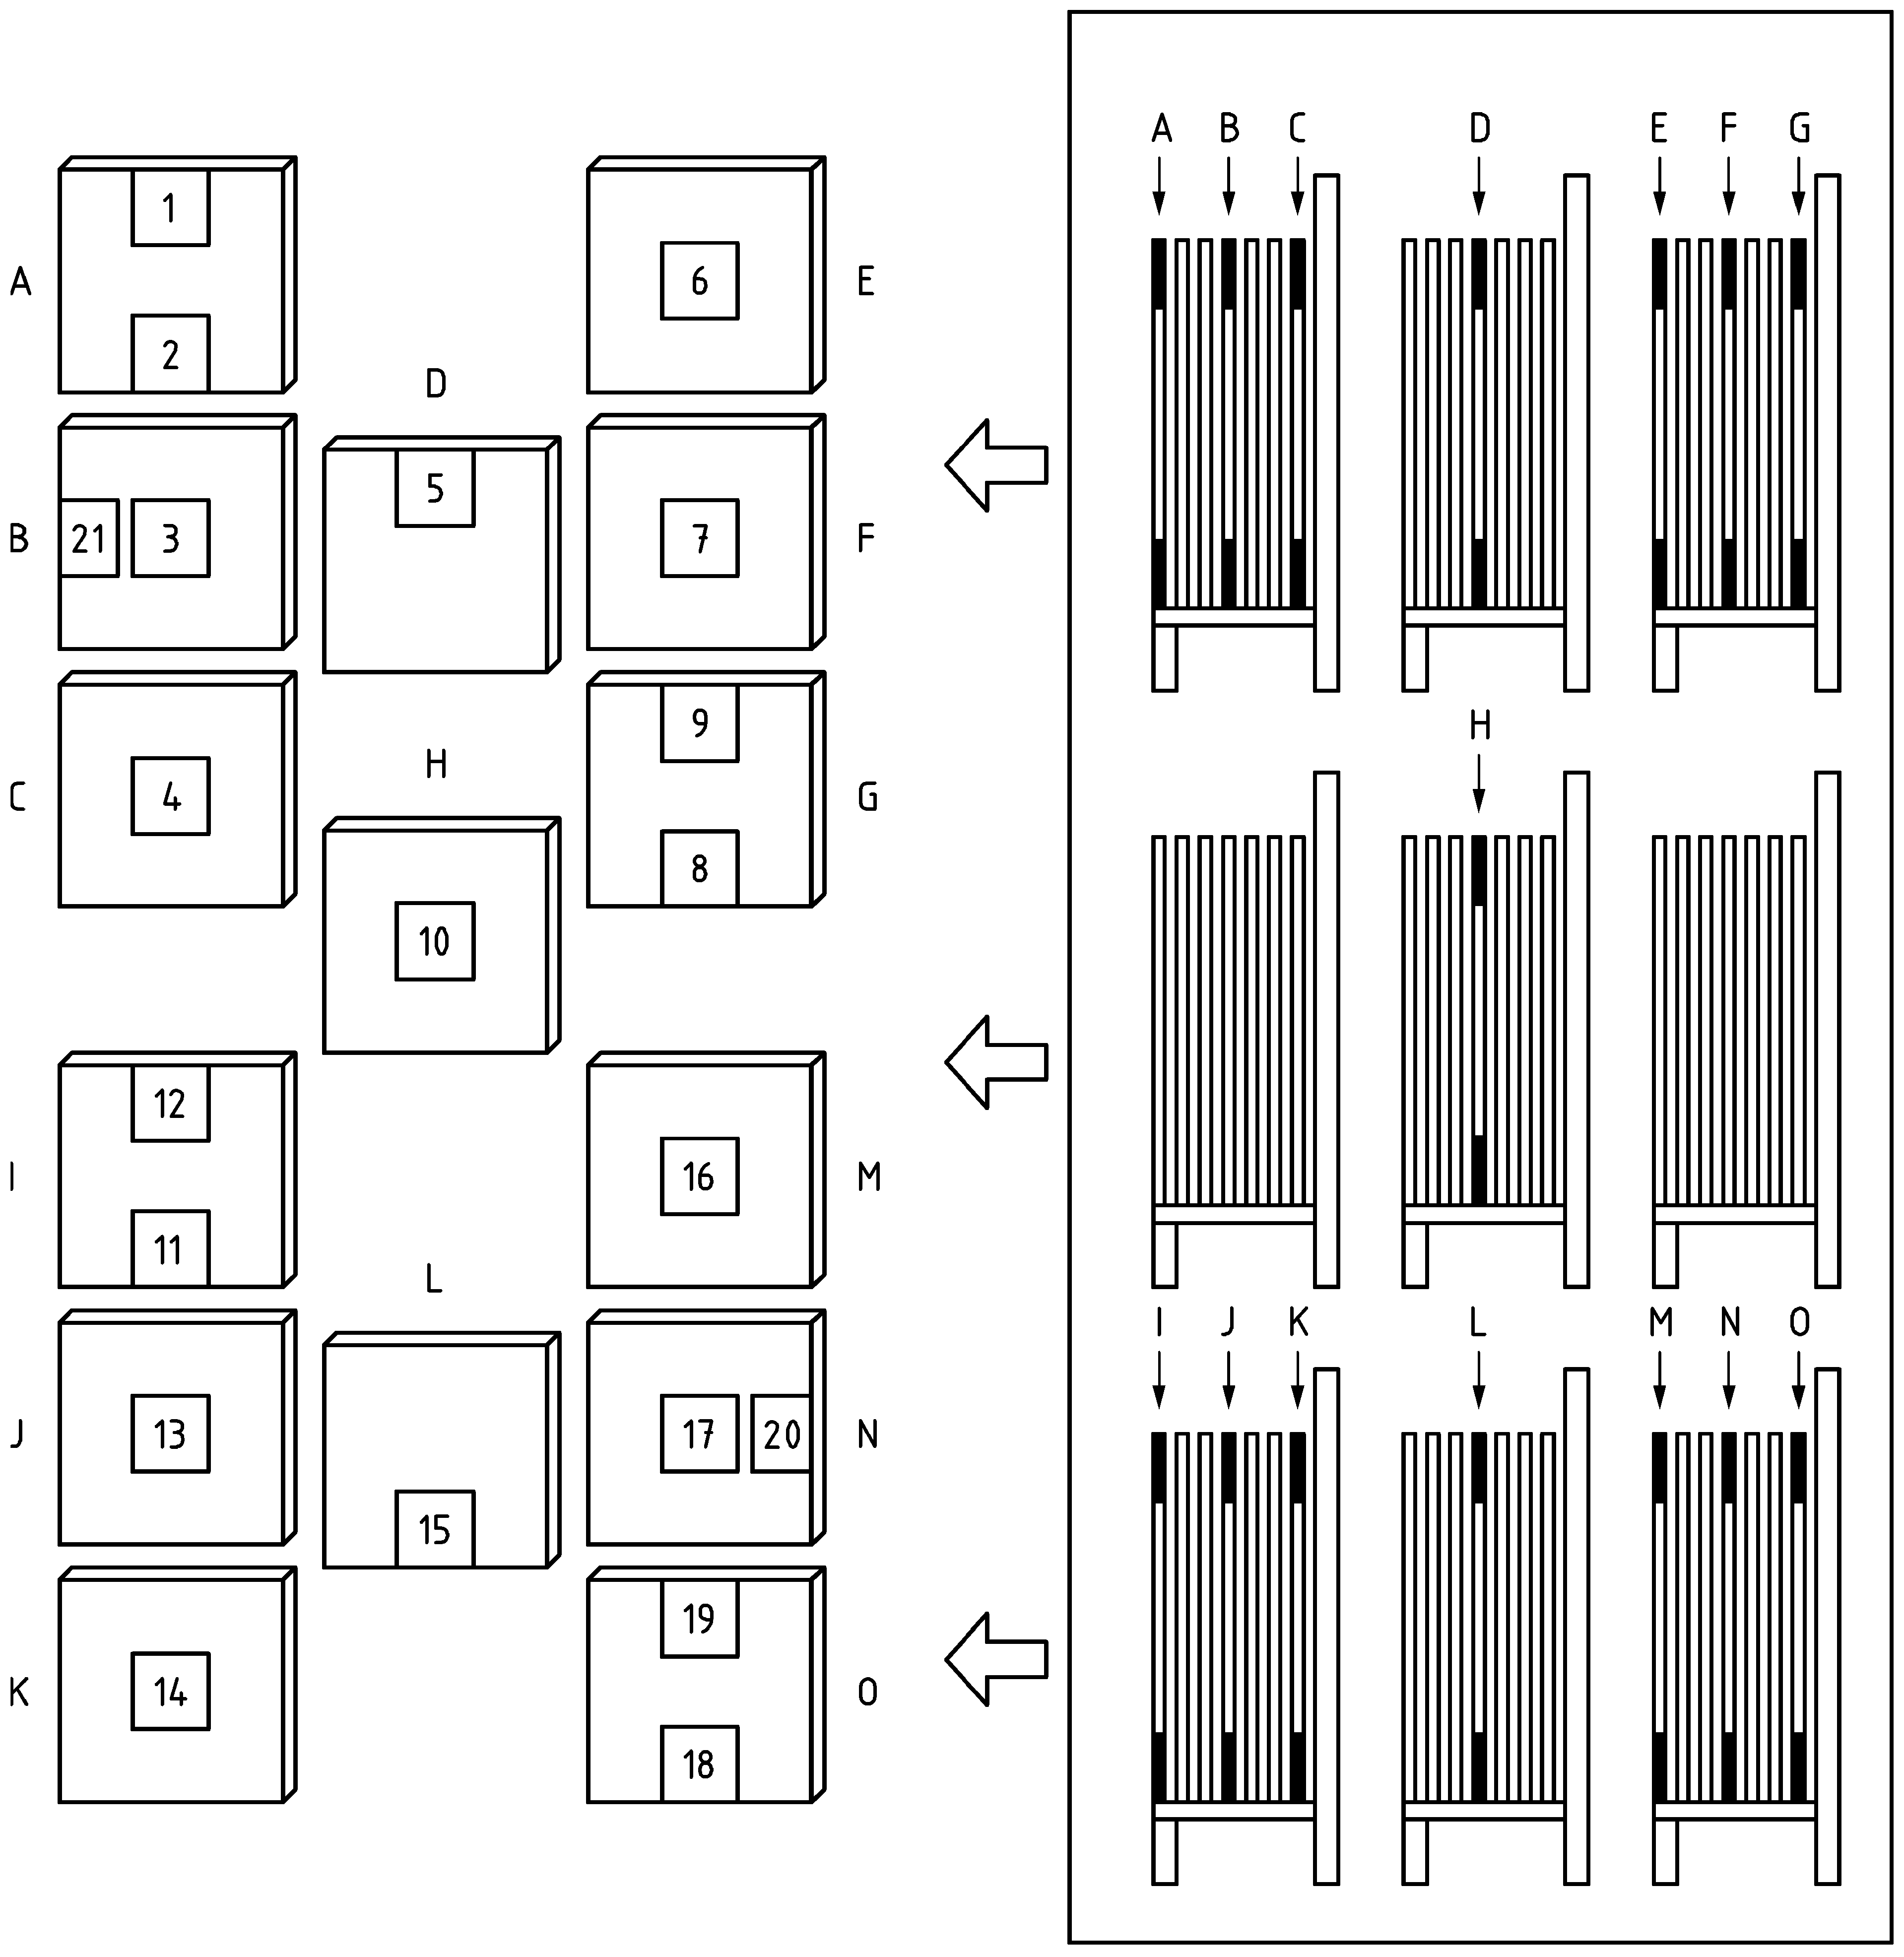 A B C D E F G
1
A 2 6 E
D
5
B 21 3 7 F
9
H
C 4 8 G
H
10
12
I 11 16 M
I J K L M N O
L
J 13 17 20 N
15
19
K 14 18 O